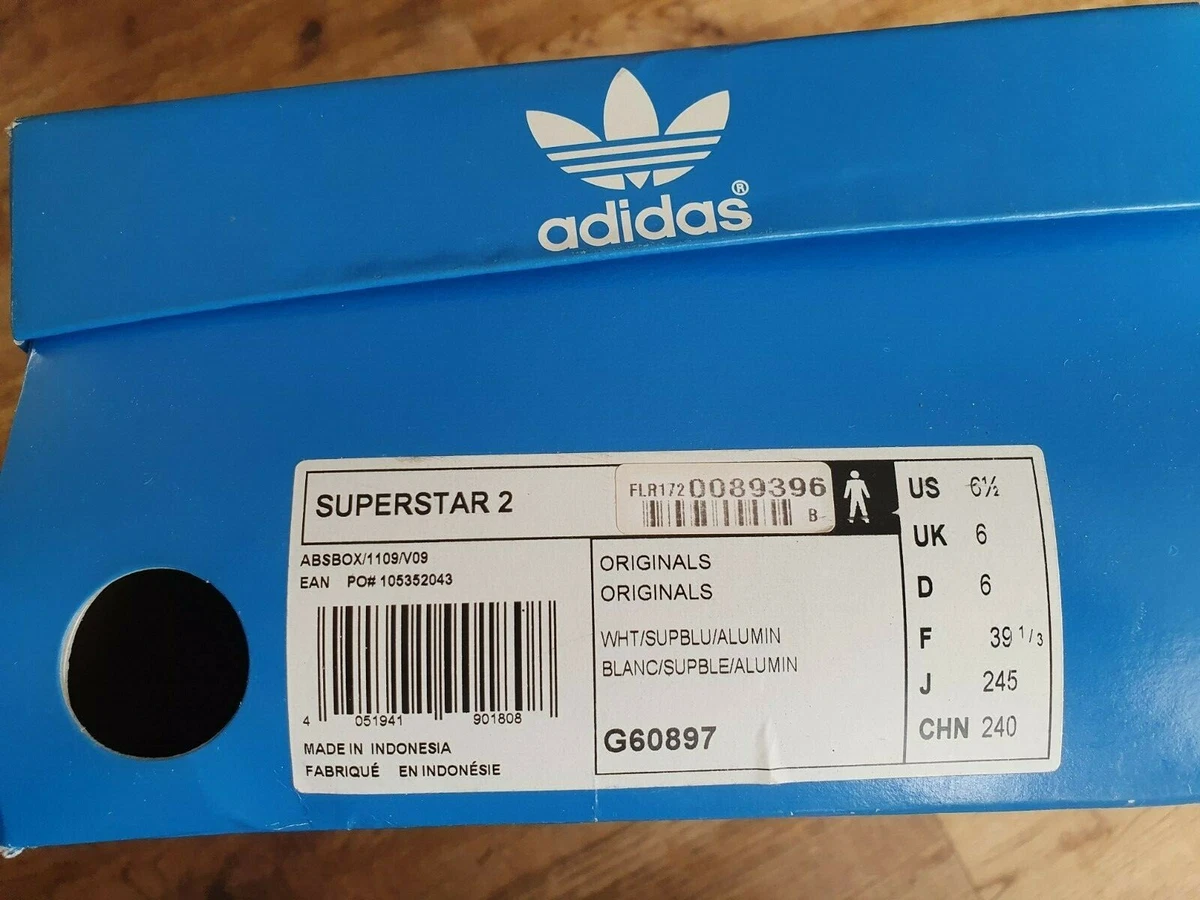 adidas®
SUPERSTAR 2
FLR172 0089396
B-
ABSBOX/1109/V09
EAN PO# 105352043
4 051941 901808
MADE IN INDONESIA
FABRIQUÉ EN INDONÉSIE
ORIGINALS
ORIGINALS
WHT/SUPBLU/ALUMIN
BLANC/SUPBLE/ALUMIN
G60897
US 6½
UK 6
D 6
F 39 1/3
J 245
CHN 240